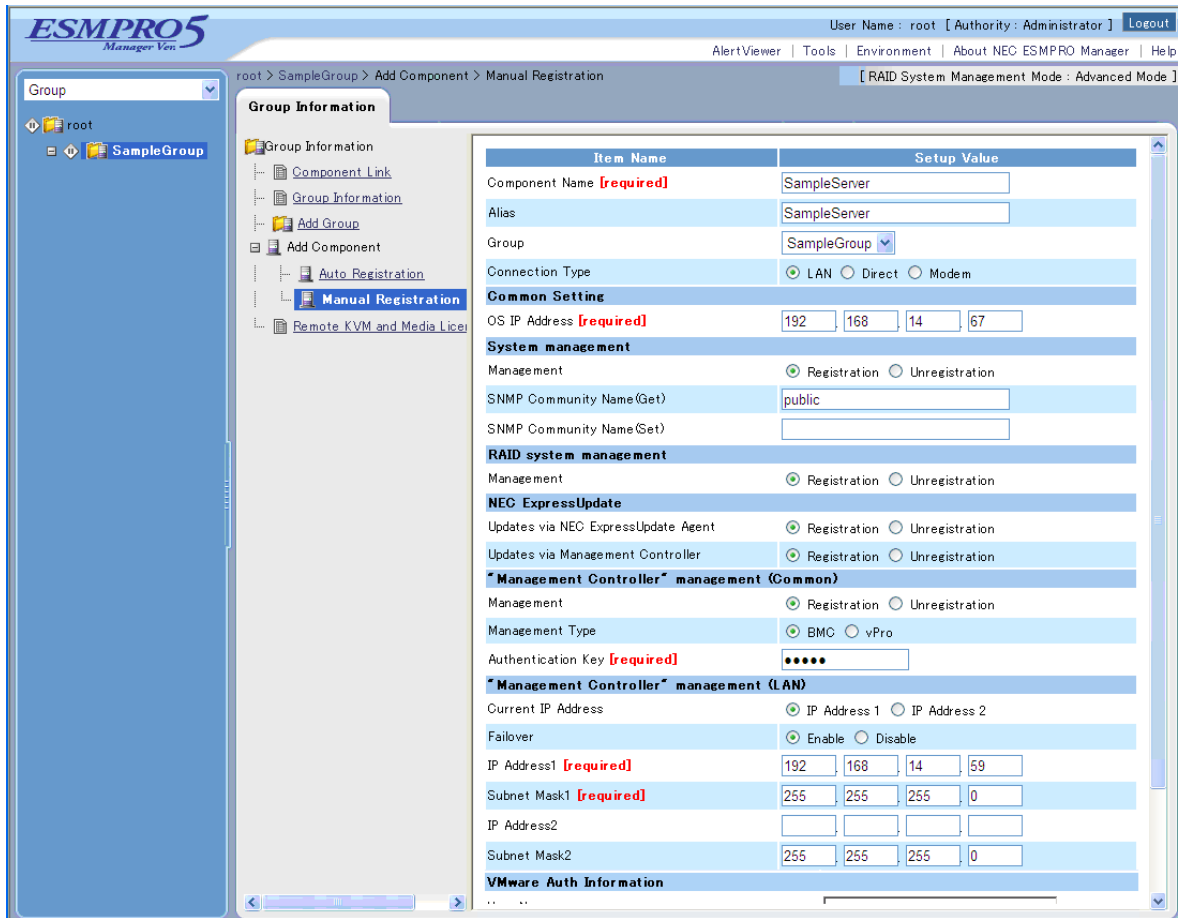 ESMPRO5
Manager Ver.
User Name : root [ Authority : Administrator ] Logout
AlertViewer | Tools | Environment | About NEC ESMPRO Manager | Help
root > SampleGroup > Add Component > Manual Registration
[ RAID System Management Mode : Advanced Mode ]
Group
root
SampleGroup
Group Information
Group Information
Component Link
Group Information
Add Group
Add Component
Auto Registration
Manual Registration
Remote KVM and Media Licen
Item Name Setup Value
Component Name [required] SampleServer
Alias SampleServer
Group SampleGroup
Connection Type LAN Direct Modem
Common Setting
OS IP Address [required] 192 . 168 . 14 . 67
System management
Management Registration Unregistration
SNMP Community Name(Get) public
SNMP Community Name(Set)
RAID system management
Management Registration Unregistration
NEC ExpressUpdate
Updates via NEC ExpressUpdate Agent Registration Unregistration
Updates via Management Controller Registration Unregistration
"Management Controller" management (Common)
Management Registration Unregistration
Management Type BMC vPro
Authentication Key [required] •••••
"Management Controller" management (LAN)
Current IP Address IP Address 1 IP Address 2
Failover Enable Disable
IP Address1 [required] 192 . 168 . 14 . 59
Subnet Mask1 [required] 255 . 255 . 255 . 0
IP Address2 . . .
Subnet Mask2 255 . 255 . 255 . 0
VMware Auth Information